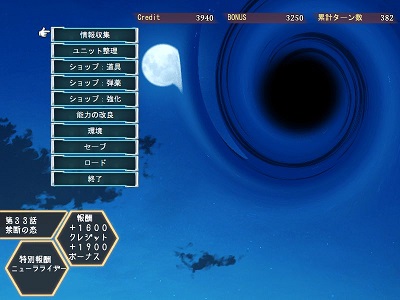 Credit 3940 BONUS 3250 累計ターン数 382
情報収集
ユニット整理
ショップ：道具
ショップ：弾薬
ショップ：強化
能力の改良
環境
セーブ
ロード
終了
第３３話
禁断の恋
報酬
＋１６００
クレジット
＋１９００
ボーナス
特別報酬
ニューラライザー